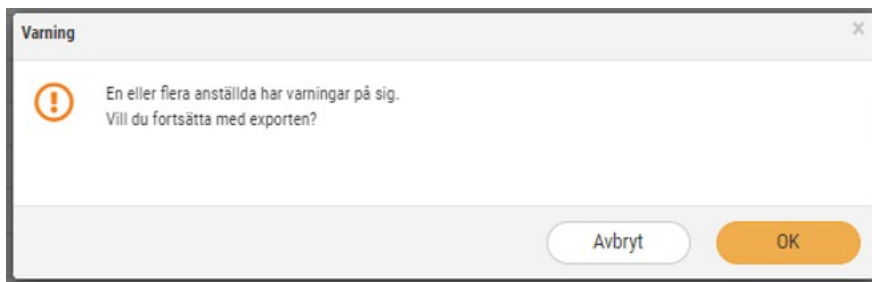 Varning
En eller flera anställda har varningar på sig.
Vill du fortsätta med exporten?
Avbryt
OK